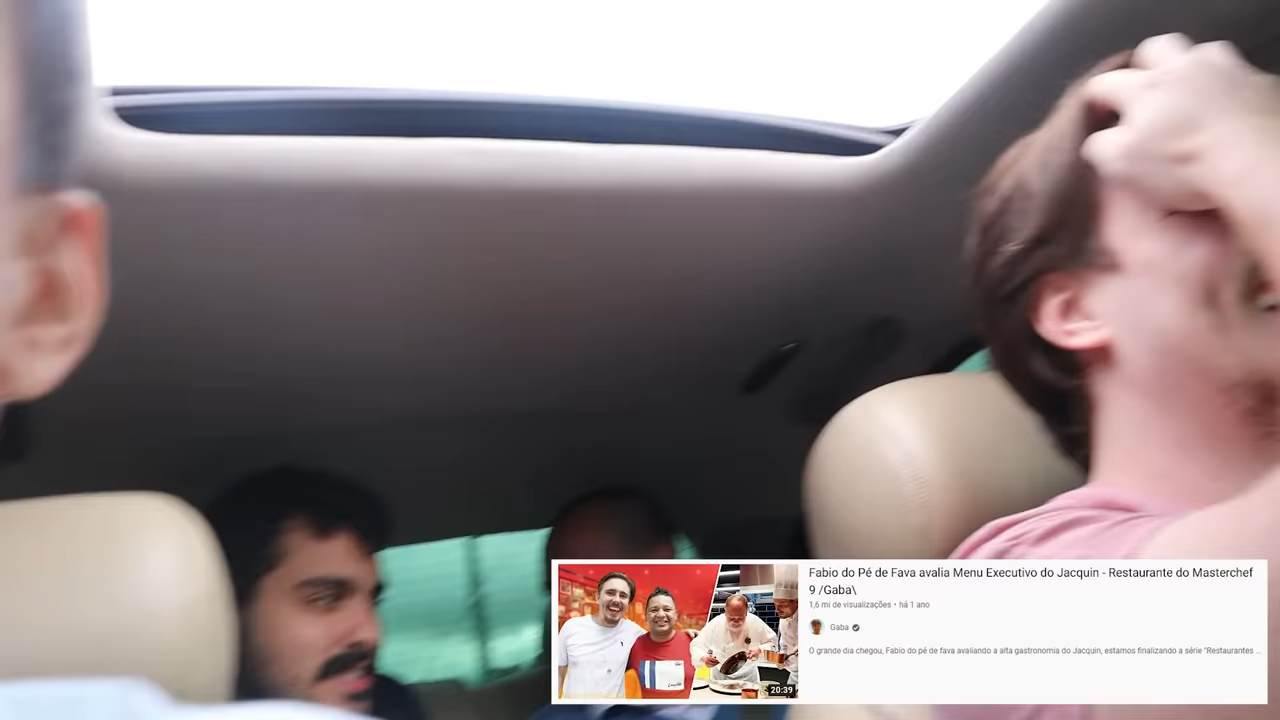 Fabio do Pé de Fava avalia Menu Executivo do Jacquin - Restaurante do Masterchef
9 /Gaba\
1,6 mi de visualizações • há 1 ano
Gaba
O grande dia chegou, Fabio do pé de fava avaliando a alta gastronomia do Jacquin, estamos finalizando a série "Restaurantes ...
20:39